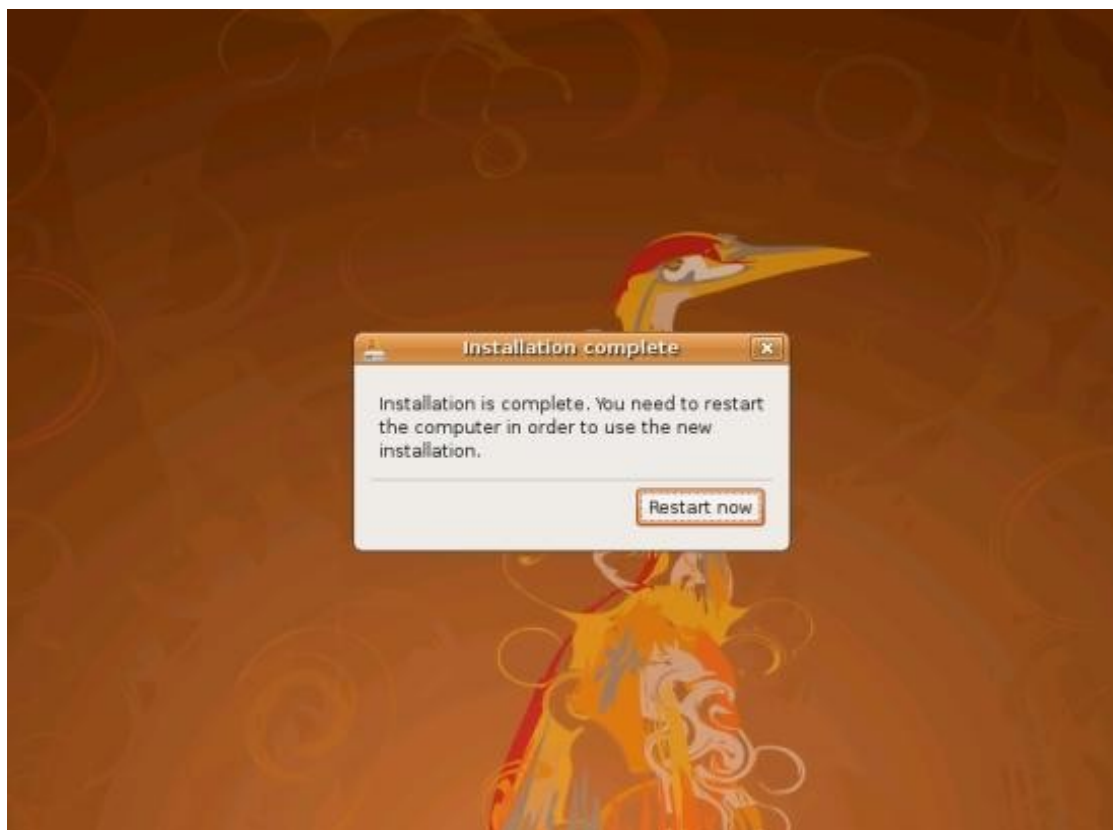 Installation complete
Installation is complete. You need to restart
the computer in order to use the new
installation.
Restart now